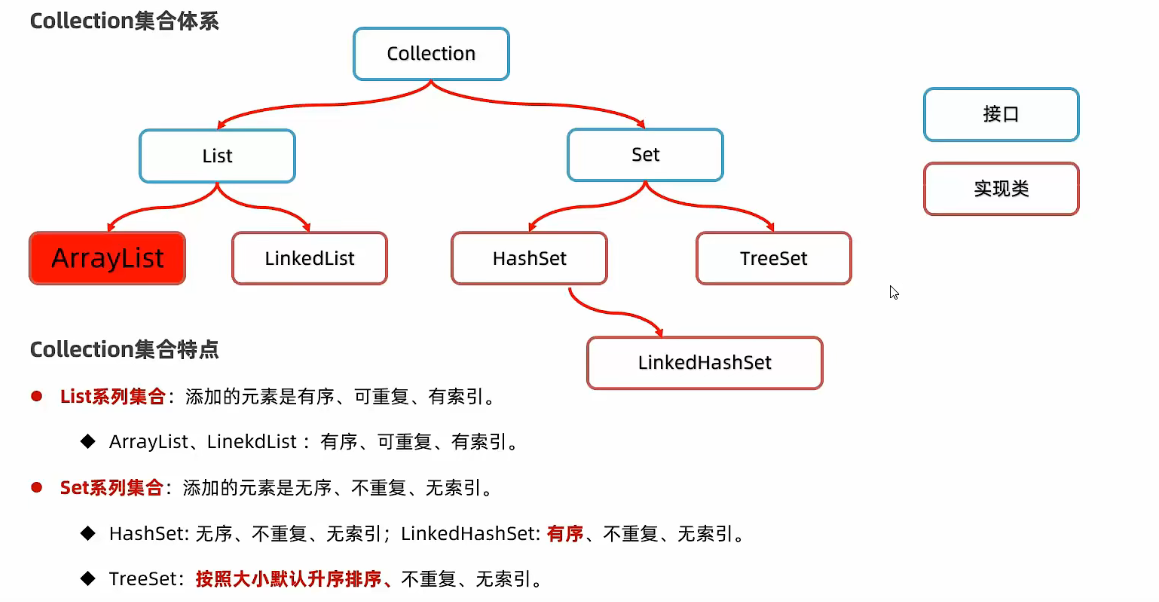 Collection集合体系
Collection
接口
List
Set
实现类
ArrayList
LinkedList
HashSet
TreeSet
Collection集合特点
LinkedHashSet
List系列集合：添加的元素是有序、可重复、有索引。
ArrayList、LinekdList ：有序、可重复、有索引。
Set系列集合：添加的元素是无序、不重复、无索引。
HashSet: 无序、不重复、无索引；LinkedHashSet: 有序、不重复、无索引。
TreeSet：按照大小默认升序排序、不重复、无索引。